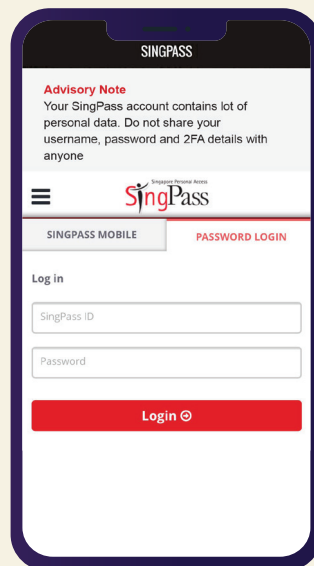 SINGPASS
Advisory Note
Your SingPass account contains lot of
personal data. Do not share your
username, password and 2FA details with
anyone
Singapore Personal Access
SingPass
SINGPASS MOBILE
PASSWORD LOGIN
Log in
SingPass ID
Password
Login